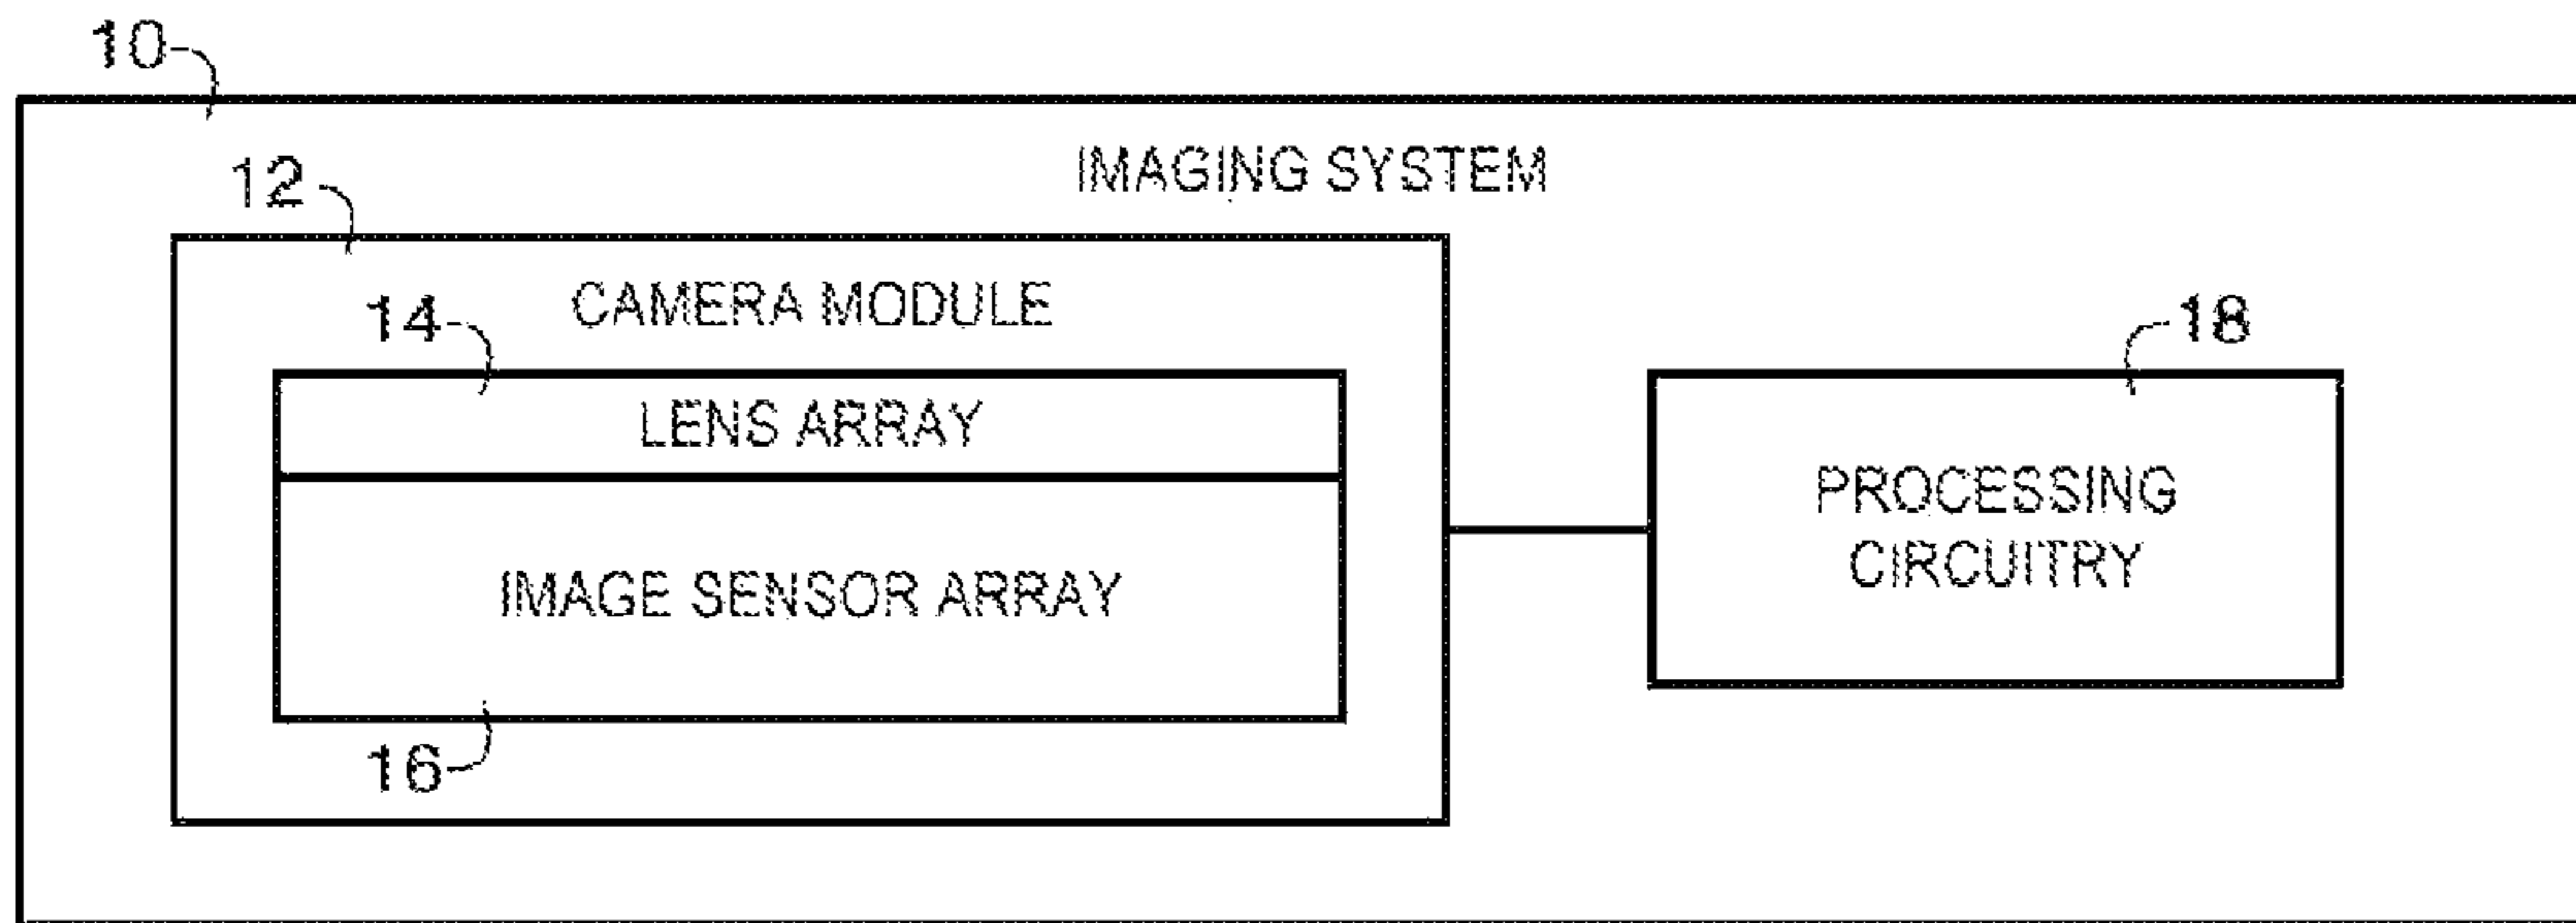 10
IMAGING SYSTEM
12
CAMERA MODULE
14
18
LENS ARRAY
PROCESSING
CIRCUITRY
IMAGE SENSOR ARRAY
16